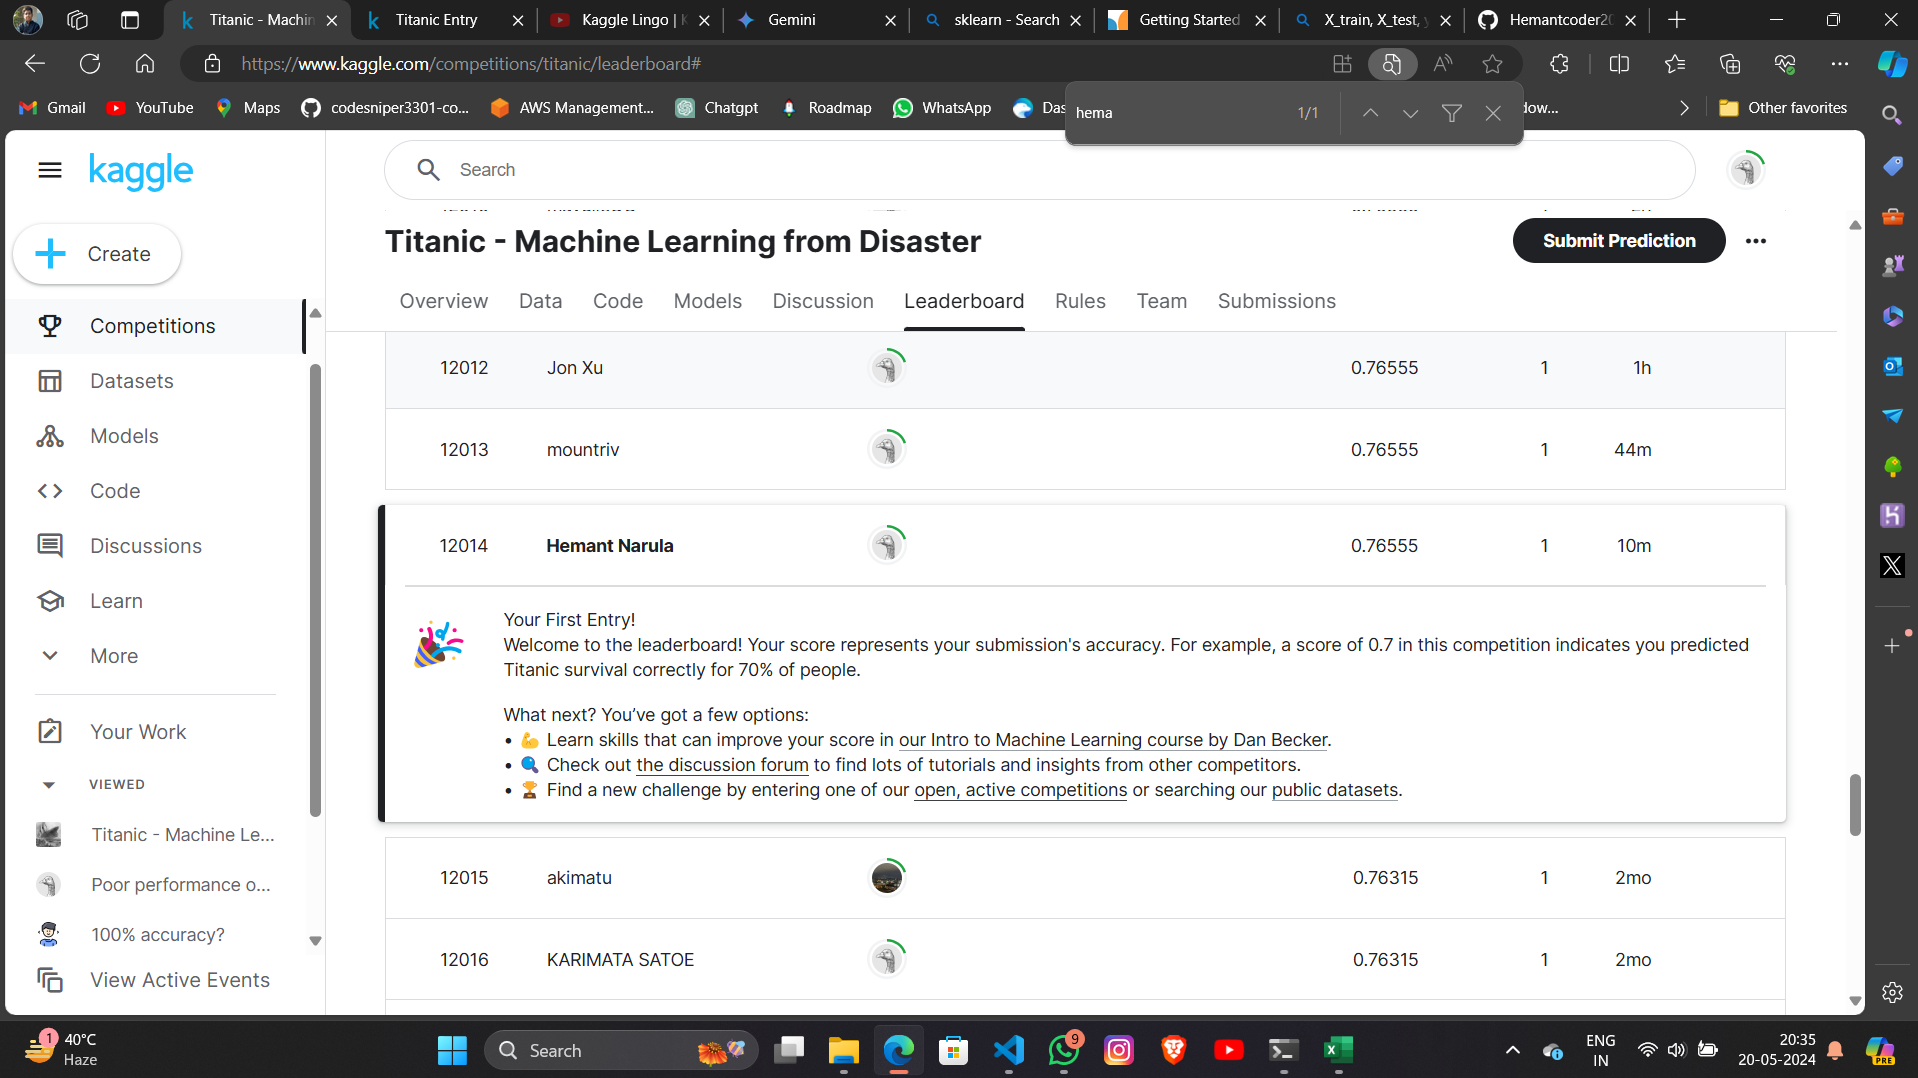 Titanic - Machin
Titanic Entry
Kaggle Lingo | K
Gemini
sklearn - Search
Getting Started
X_train, X_test, y
Hemantcoder20
https://www.kaggle.com/competitions/titanic/leaderboard#
Gmail
YouTube
Maps
codesniper3301-co...
AWS Management...
Chatgpt
Roadmap
WhatsApp
Das
dow...
Other favorites
hema
1/1
kaggle
Search
Create
Titanic - Machine Learning from Disaster
Submit Prediction
Overview Data Code Models Discussion Leaderboard Rules Team Submissions
Competitions
Datasets
Models
Code
Discussions
Learn
More
Your Work
VIEWED
Titanic - Machine Le...
Poor performance o...
100% accuracy?
View Active Events
12012 Jon Xu 0.76555 1 1h
12013 mountriv 0.76555 1 44m
12014 Hemant Narula 0.76555 1 10m
Your First Entry!
Welcome to the leaderboard! Your score represents your submission's accuracy. For example, a score of 0.7 in this competition indicates you predicted
Titanic survival correctly for 70% of people.
What next? You've got a few options:
• 💪 Learn skills that can improve your score in our Intro to Machine Learning course by Dan Becker.
• 🔍 Check out the discussion forum to find lots of tutorials and insights from other competitors.
• 🏆 Find a new challenge by entering one of our open, active competitions or searching our public datasets.
12015 akimatu 0.76315 1 2mo
12016 KARIMATA SATOE 0.76315 1 2mo
1
40°C
Haze
Search
9
ENG
IN
20:35
20-05-2024
PRE